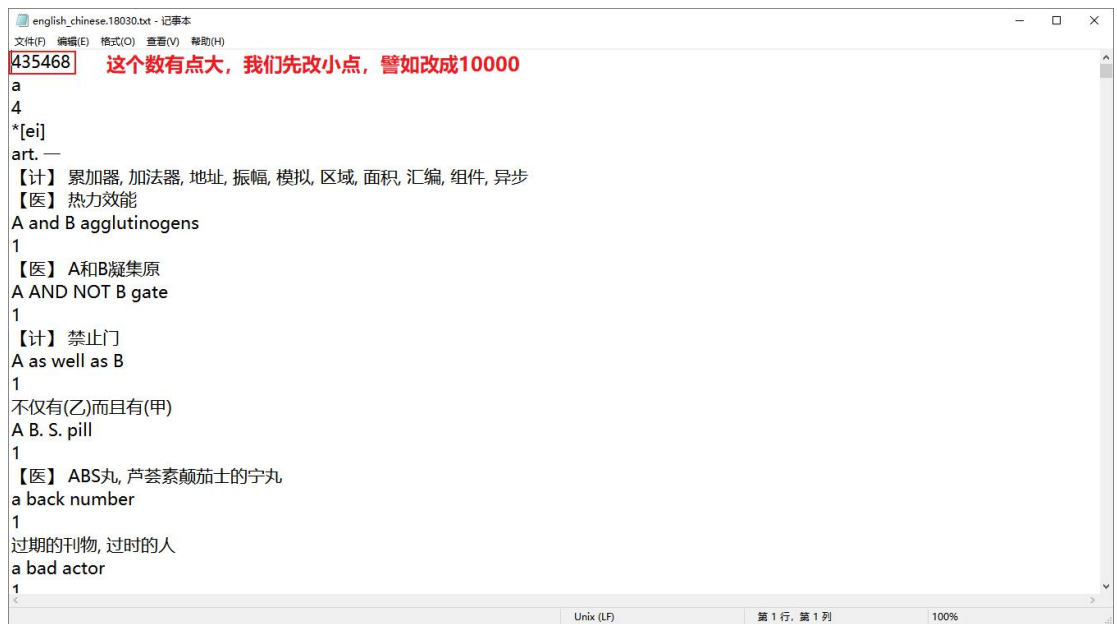 english_chinese.18030.txt - 记事本
文件(F) 编辑(E) 格式(O) 查看(V) 帮助(H)
435468 这个数有点大，我们先改小点，譬如改成10000
a
4
*[ei]
art. 一
【计】 累加器, 加法器, 地址, 振幅, 模拟, 区域, 面积, 汇编, 组件, 异步
【医】 热力效能
A and B agglutinogens
1
【医】 A和B凝集原
A AND NOT B gate
1
【计】 禁止门
A as well as B
1
不仅有(乙)而且有(甲)
A B. S. pill
1
【医】 ABS丸, 芦荟素颠茄士的宁丸
a back number
1
过期的刊物, 过时的人
a bad actor
1
Unix (LF) 第 1 行, 第 1 列 100%